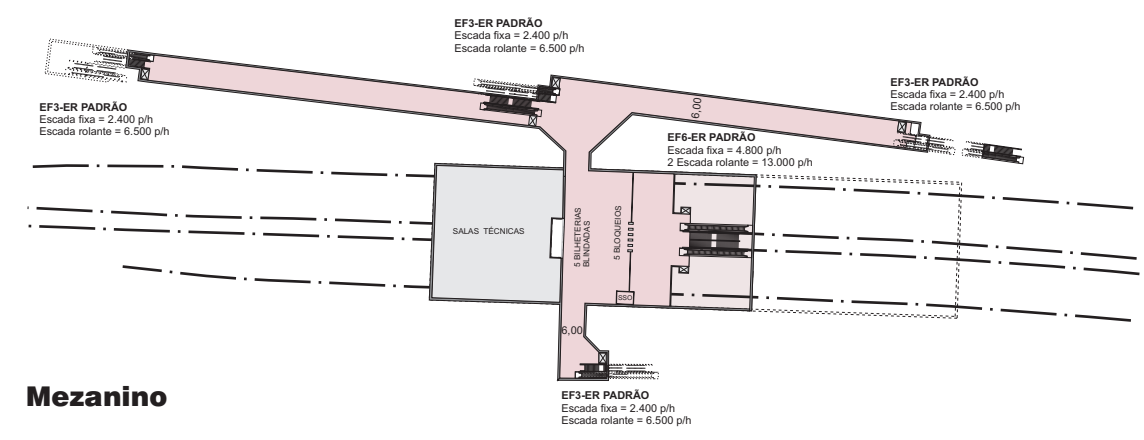 EF3-ER PADRÃO
Escada fixa = 2.400 p/h
Escada rolante = 6.500 p/h
EF3-ER PADRÃO
Escada fixa = 2.400 p/h
Escada rolante = 6.500 p/h
EF3-ER PADRÃO
Escada fixa = 2.400 p/h
Escada rolante = 6.500 p/h
6,00
EF6-ER PADRÃO
Escada fixa = 4.800 p/h
2 Escada rolante = 13.000 p/h
SALAS TÉCNICAS
5 BILHETERIAS
BLINDADAS
5 BLOQUEIOS
SSO
6,00
EF3-ER PADRÃO
Escada fixa = 2.400 p/h
Escada rolante = 6.500 p/h
Mezanino